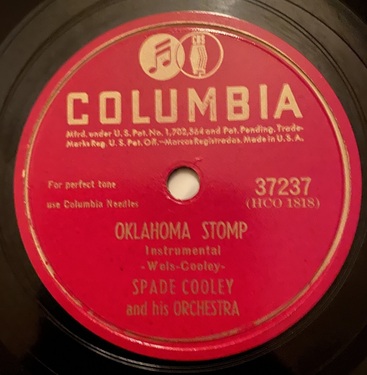 CBS
COLUMBIA
Mfrd. under U.S. Pat. No. 1,702,564 and Pat. Pending. Trade-
Marks Reg. U.S. Pat. Off.—Marcas Registradas. Made in U.S.A.
For perfect tone
use Columbia Needles
37237
(HCO 1818)
OKLAHOMA STOMP
Instrumental
-Wels-Cooley-
SPADE COOLEY
and his ORCHESTRA